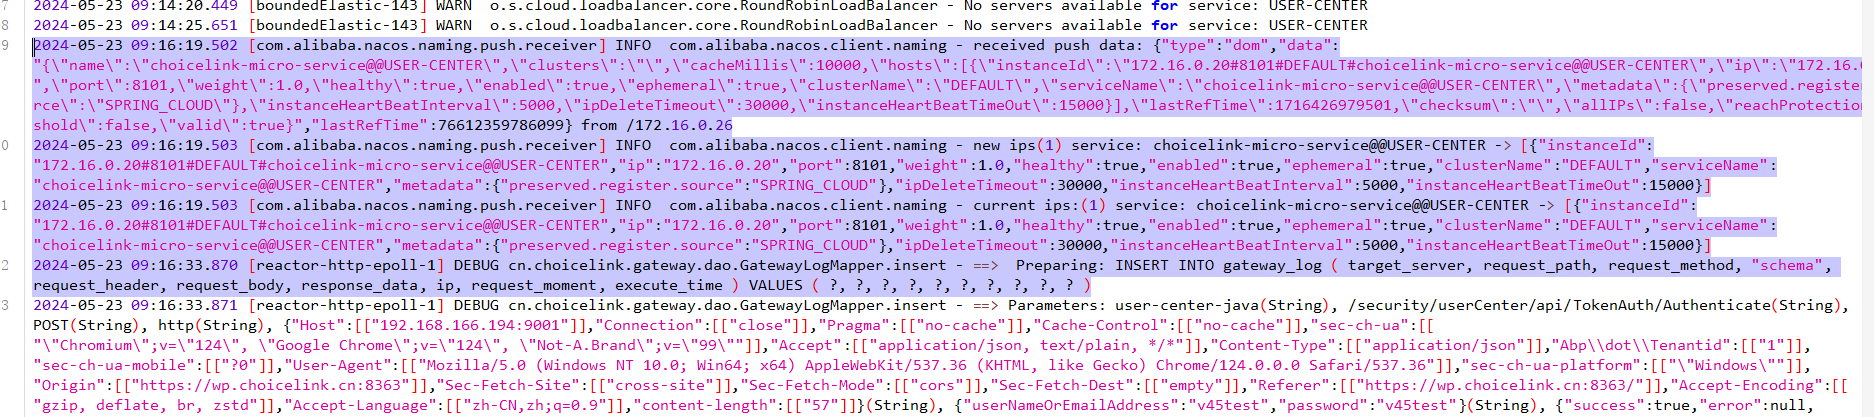 7 2024-05-23 09:14:20.449 [boundedElastic-143] WARN  o.s.cloud.loadbalancer.core.RoundRobinLoadBalancer - No servers available for service: USER-CENTER
8 2024-05-23 09:14:25.651 [boundedElastic-143] WARN  o.s.cloud.loadbalancer.core.RoundRobinLoadBalancer - No servers available for service: USER-CENTER
9 2024-05-23 09:16:19.502 [com.alibaba.nacos.naming.push.receiver] INFO  com.alibaba.nacos.client.naming - received push data: {"type":"dom","data":
"{\"name\":\"choicelink-micro-service@@USER-CENTER\",\"clusters\":\"\",\"cacheMillis\":10000,\"hosts\":[{\"instanceId\":\"172.16.0.20#8101#DEFAULT#choicelink-micro-service@@USER-CENTER\",\"ip\":\"172.16.
,\"port\":8101,\"weight\":1.0,\"healthy\":true,\"enabled\":true,\"ephemeral\":true,\"clusterName\":\"DEFAULT\",\"serviceName\":\"choicelink-micro-service@@USER-CENTER\",\"metadata\":{\"preserved.register
rce\":\"SPRING_CLOUD\"},\"instanceHeartBeatInterval\":5000,\"ipDeleteTimeout\":30000,\"instanceHeartBeatTimeOut\":15000}],\"lastRefTime\":1716426979501,\"checksum\":\"\",\"allIPs\":false,\"reachProtection
shold\":false,\"valid\":true}","lastRefTime":76612359786099} from /172.16.0.26
0 2024-05-23 09:16:19.503 [com.alibaba.nacos.naming.push.receiver] INFO  com.alibaba.nacos.client.naming - new ips(1) service: choicelink-micro-service@@USER-CENTER -> [{"instanceId":
"172.16.0.20#8101#DEFAULT#choicelink-micro-service@@USER-CENTER","ip":"172.16.0.20","port":8101,"weight":1.0,"healthy":true,"enabled":true,"ephemeral":true,"clusterName":"DEFAULT","serviceName":
"choicelink-micro-service@@USER-CENTER","metadata":{"preserved.register.source":"SPRING_CLOUD"},"ipDeleteTimeout":30000,"instanceHeartBeatInterval":5000,"instanceHeartBeatTimeOut":15000}]
1 2024-05-23 09:16:19.503 [com.alibaba.nacos.naming.push.receiver] INFO  com.alibaba.nacos.client.naming - current ips:(1) service: choicelink-micro-service@@USER-CENTER -> [{"instanceId":
"172.16.0.20#8101#DEFAULT#choicelink-micro-service@@USER-CENTER","ip":"172.16.0.20","port":8101,"weight":1.0,"healthy":true,"enabled":true,"ephemeral":true,"clusterName":"DEFAULT","serviceName":
"choicelink-micro-service@@USER-CENTER","metadata":{"preserved.register.source":"SPRING_CLOUD"},"ipDeleteTimeout":30000,"instanceHeartBeatInterval":5000,"instanceHeartBeatTimeOut":15000}]
2 2024-05-23 09:16:33.870 [reactor-http-epoll-1] DEBUG cn.choicelink.gateway.dao.GatewayLogMapper.insert - ==>  Preparing: INSERT INTO gateway_log ( target_server, request_path, request_method, "schema",
request_header, request_body, response_data, ip, request_moment, execute_time ) VALUES ( ?, ?, ?, ?, ?, ?, ?, ?, ?, ? )
3 2024-05-23 09:16:33.871 [reactor-http-epoll-1] DEBUG cn.choicelink.gateway.dao.GatewayLogMapper.insert - ==> Parameters: user-center-java(String), /security/userCenter/api/TokenAuth/Authenticate(String),
POST(String), http(String), {"Host":[["192.168.166.194:9001"]],"Connection":[["close"]],"Pragma":[["no-cache"]],"Cache-Control":[["no-cache"]],"sec-ch-ua":[[
"\"Chromium\";v=\"124\", \"Google Chrome\";v=\"124\", \"Not-A.Brand\";v=\"99\""]],"Accept":[["application/json, text/plain, */*"]],"Content-Type":[["application/json"]],"Abp\\dot\\Tenantid":[["1"]],
"sec-ch-ua-mobile":[["?0"]],"User-Agent":[["Mozilla/5.0 (Windows NT 10.0; Win64; x64) AppleWebKit/537.36 (KHTML, like Gecko) Chrome/124.0.0.0 Safari/537.36"]],"sec-ch-ua-platform":[["\"Windows\""]],
"Origin":[["https://wp.choicelink.cn:8363"]],"Sec-Fetch-Site":[["cross-site"]],"Sec-Fetch-Mode":[["cors"]],"Sec-Fetch-Dest":[["empty"]],"Referer":[["https://wp.choicelink.cn:8363/"]],"Accept-Encoding":[[
"gzip, deflate, br, zstd"]],"Accept-Language":[["zh-CN,zh;q=0.9"]],"content-length":[["57"]]}(String), {"userNameOrEmailAddress":"v45test","password":"v45test"}(String), {"success":true,"error":null,